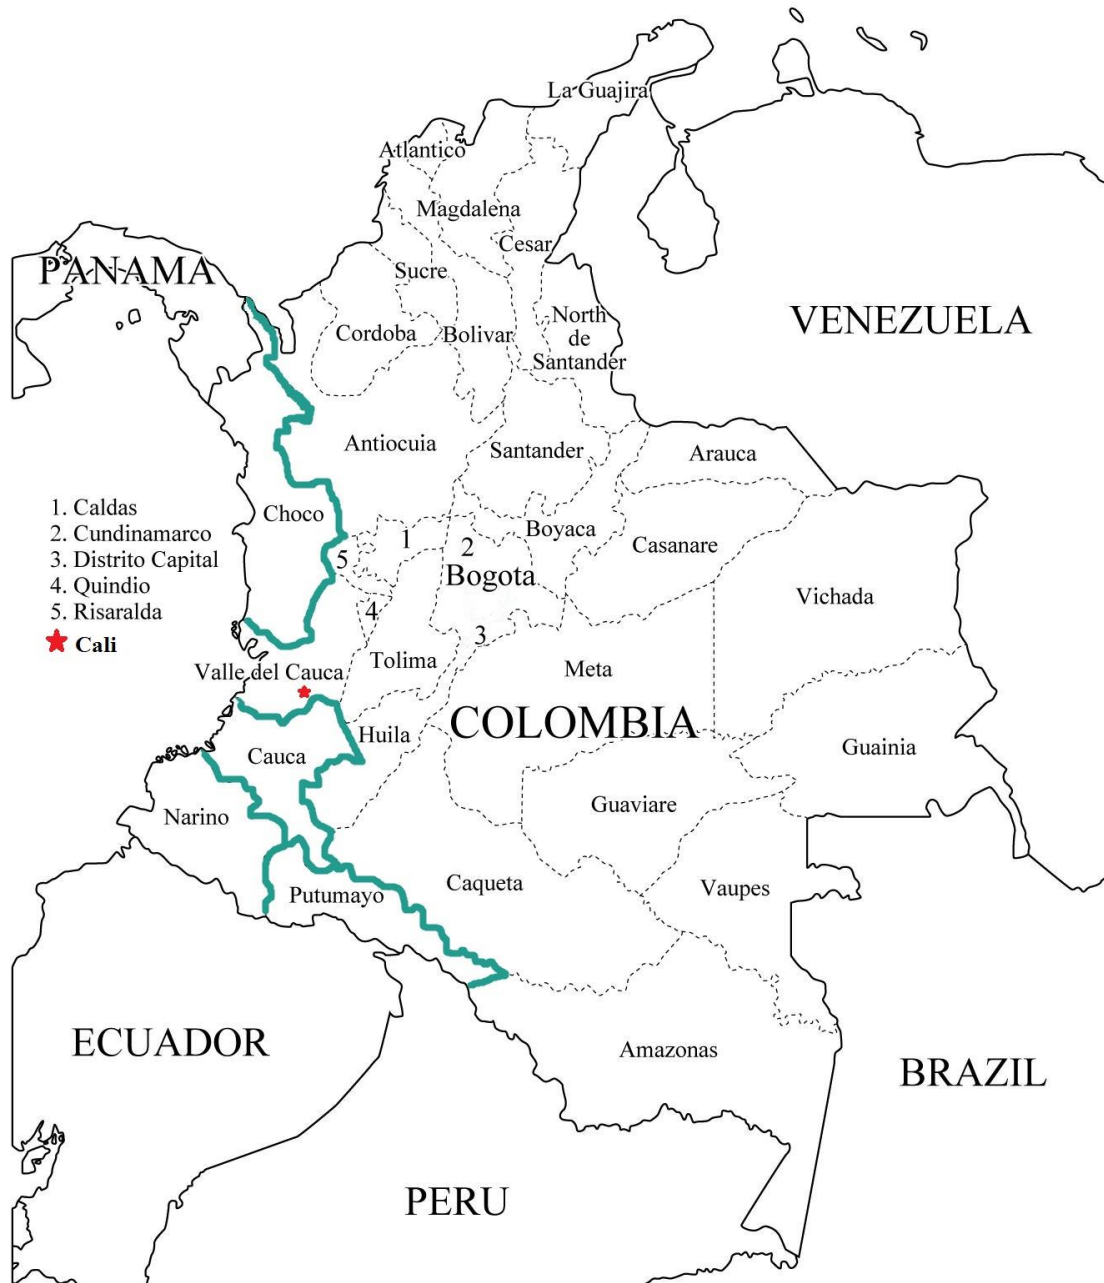 La Guajira
Atlantico
Magdalena
Cesar
PANAMA
Sucre
VENEZUELA
North
de
Santander
Cordoba
Bolivar
Antiocuia
Santander
Arauca
1. Caldas
2. Cundinamarco
3. Distrito Capital
4. Quindio
5. Risaralda
Cali
Choco
Boyaca
Casanare
1
2
5
Bogota
Vichada
4
3
Tolima
Meta
Valle del Cauca
COLOMBIA
Huila
Cauca
Guainia
Guaviare
Narino
Caqueta
Vaupes
Putumayo
ECUADOR
Amazonas
BRAZIL
PERU